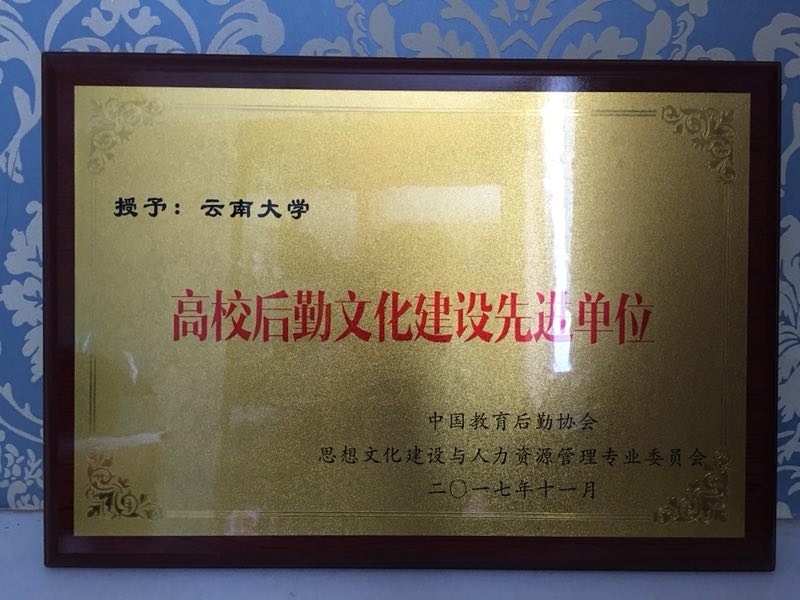 授予：云南大学
高校后勤文化建设先进单位
中国教育后勤协会
思想文化建设与人力资源管理专业委员会
二〇一七年十一月